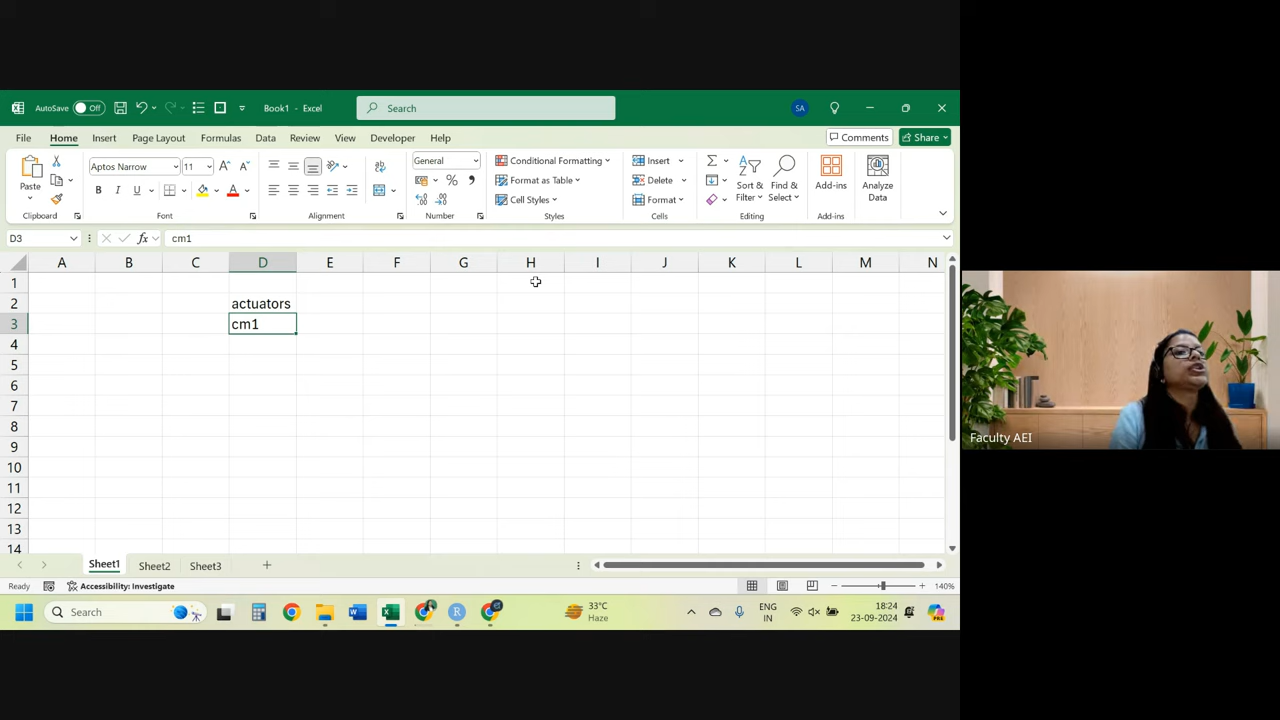 AutoSave Off Book1 - Excel Search SA
File Home Insert Page Layout Formulas Data Review View Developer Help Comments Share
Paste Clipboard
Aptos Narrow 11 A A B I U A Font
Alignment
General % 9 Number
Conditional Formatting
Format as Table
Cell Styles
Styles
Insert
Delete
Format
Cells
Sort & Filter
Find & Select
Editing
Add-ins
Add-ins
Analyze Data
D3 fx cm1
A B C D E F G H I J K L M N
1
2 actuators
3 cm1
4
5
6
7
8
9
10
11
12
13
14
Faculty AEI
Sheet1 Sheet2 Sheet3 +
Ready Accessibility: Investigate 140%
Search
33°C
Haze
ENG
IN
18:24
23-09-2024